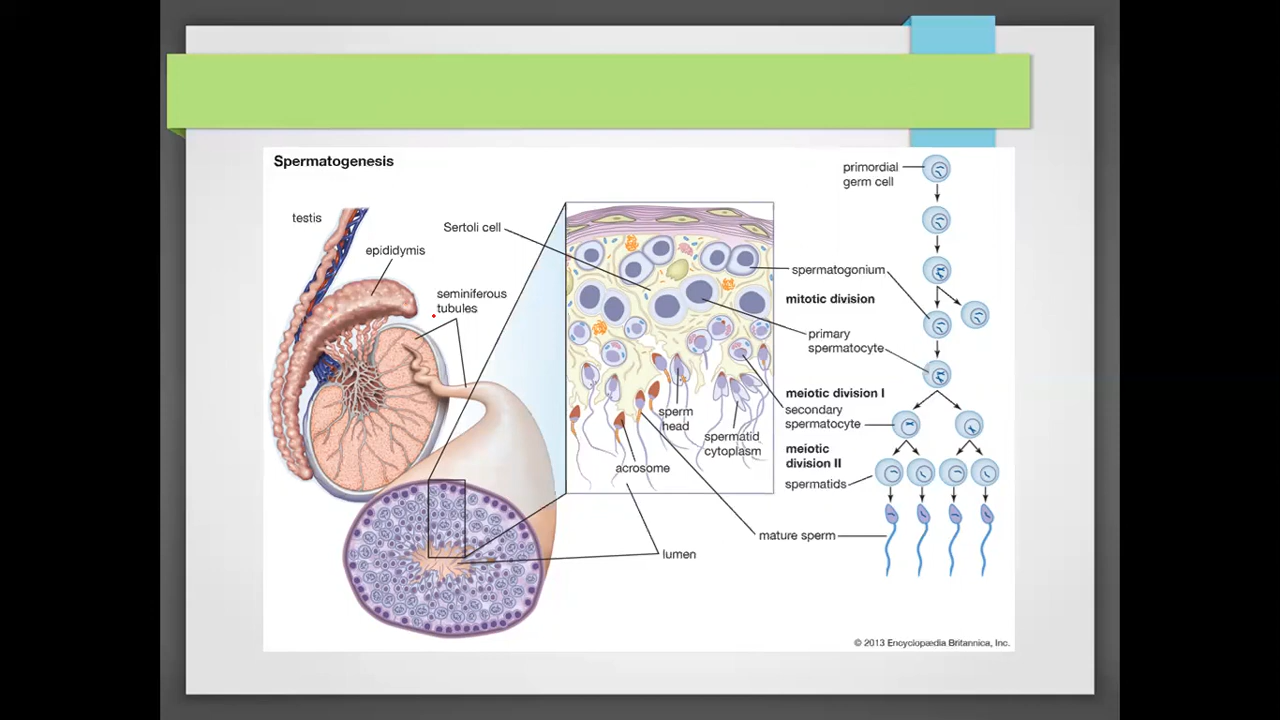 Spermatogenesis
testis
epididymis
seminiferous
tubules
Sertoli cell
sperm
head
spermatid
cytoplasm
acrosome
lumen
primordial
germ cell
spermatogonium
mitotic division
primary
spermatocyte
meiotic division I
secondary
spermatocyte
meiotic
division II
spermatids
mature sperm
© 2013 Encyclopædia Britannica, Inc.